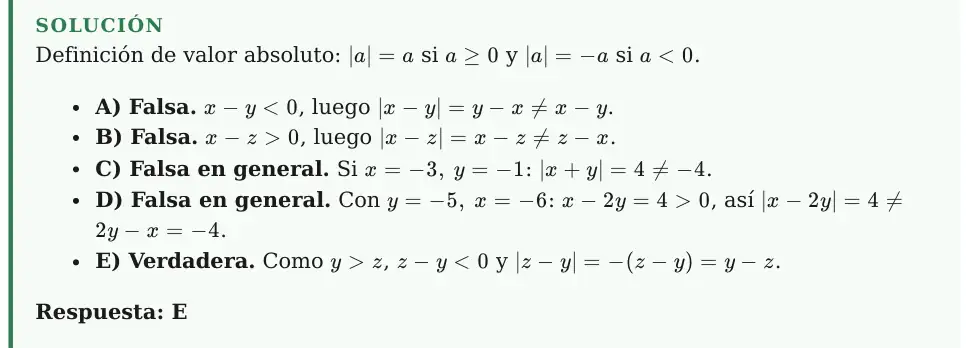 SOLUCIÓN
Definición de valor absoluto: |a| = a si a ≥ 0 y |a| = −a si a < 0.
• A) Falsa. x − y < 0, luego |x − y| = y − x ≠ x − y.
• B) Falsa. x − z > 0, luego |x − z| = x − z ≠ z − x.
• C) Falsa en general. Si x = −3, y = −1: |x + y| = 4 ≠ −4.
• D) Falsa en general. Con y = −5, x = −6: x − 2y = 4 > 0, así |x − 2y| = 4 ≠
2y − x = −4.
• E) Verdadera. Como y > z, z − y < 0 y |z − y| = −(z − y) = y − z.
Respuesta: E